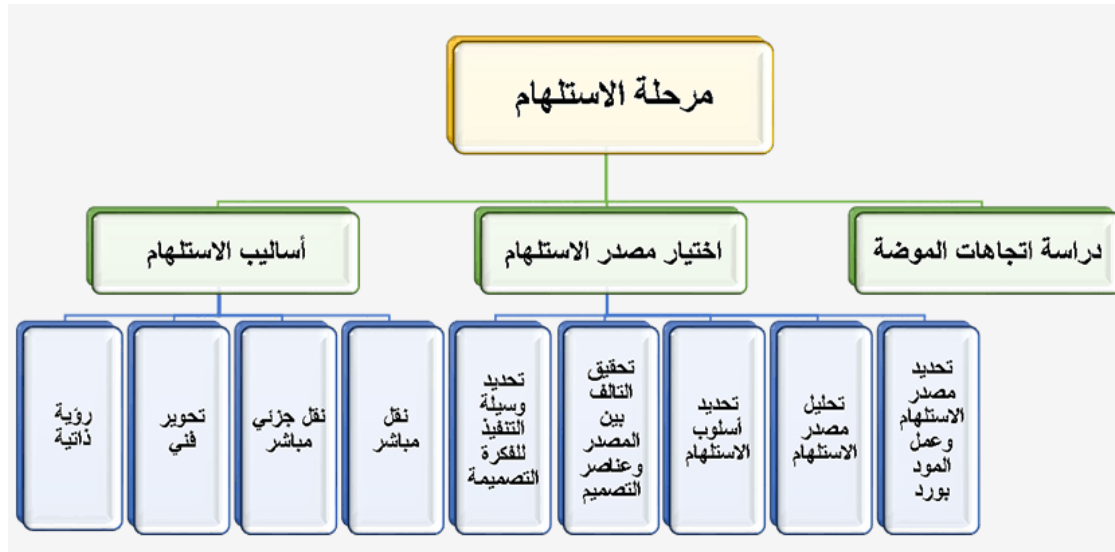 مرحلة الاستلهام
دراسة اتجاهات الموضة
اختيار مصدر الاستلهام
أساليب الاستلهام
تحديد
مصدر
الاستلهام
وعمل
المود
بورد
تحليل
مصدر
الاستلهام
تحديد
أسلوب
الاستلهام
تحقيق
التالف
بين
المصدر
وعناصر
التصميم
تحديد
وسيلة
التنفيذ
للفكرة
التصميمة
نقل
مباشر
نقل جزئي
مباشر
تحوير
فني
رؤية
ذاتية